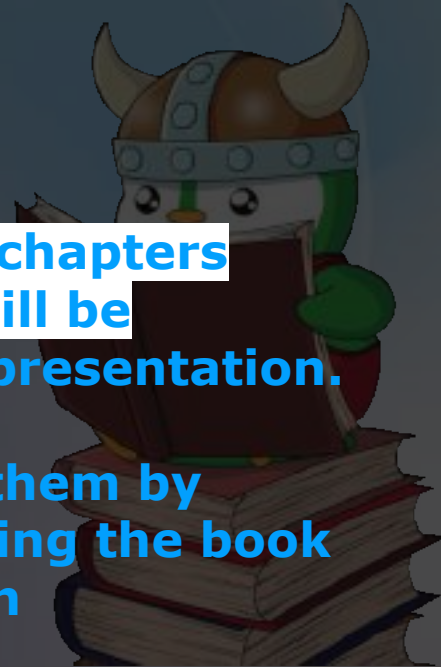 chapters
ill be
presentation.
them by
ing the book
n